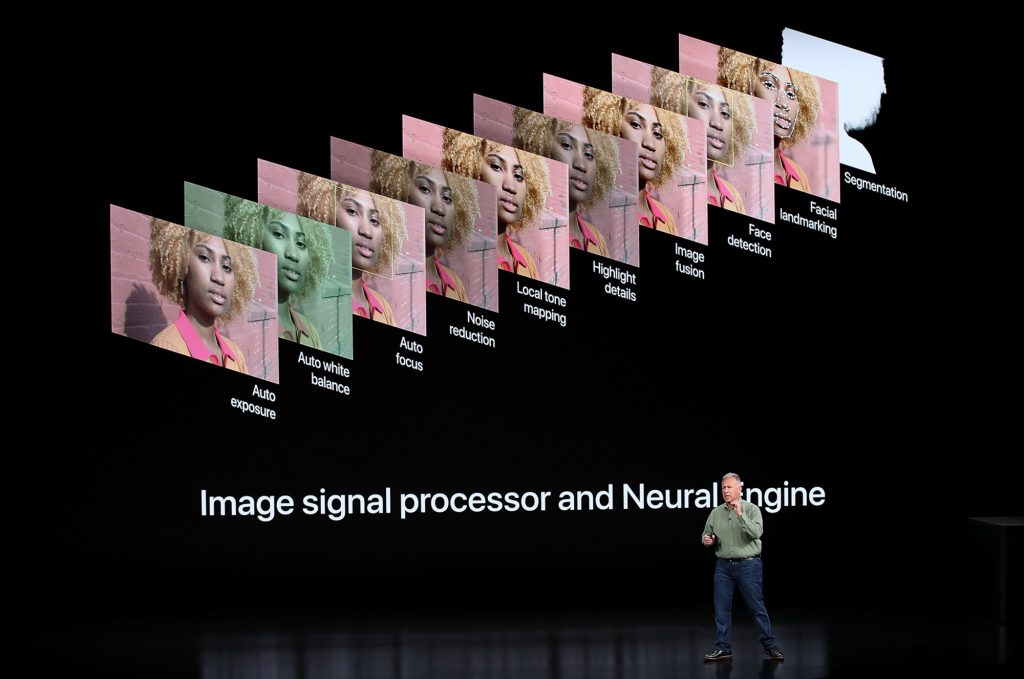 Auto
exposure
Auto white
balance
Auto
focus
Noise
reduction
Local tone
mapping
Highlight
details
Image
fusion
Face
detection
Facial
landmarking
Segmentation
Image signal processor and Neural Engine